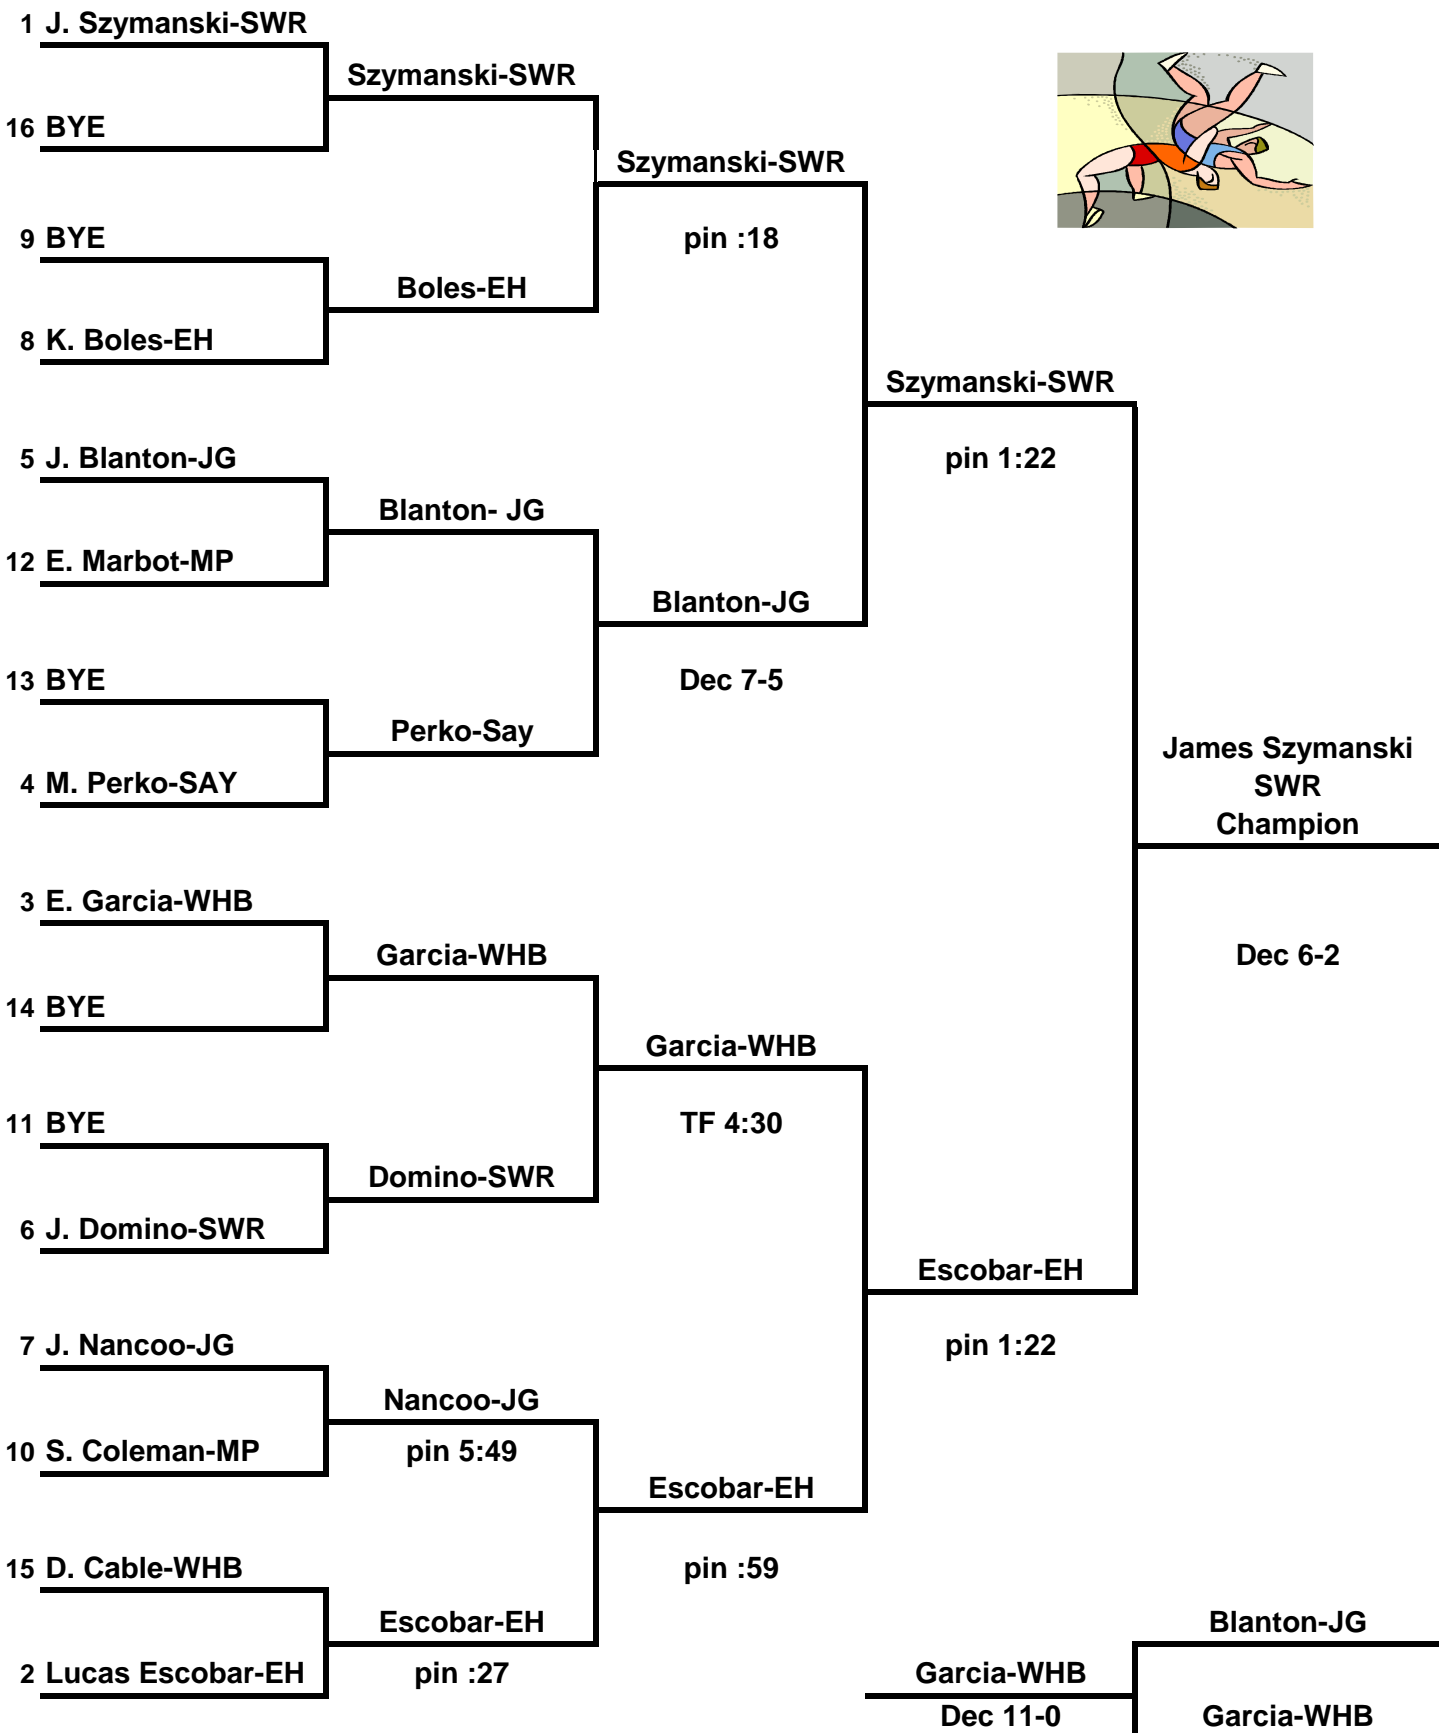 1 J. Szymanski-SWR
Szymanski-SWR
16 BYE
Szymanski-SWR
9 BYE
pin :18
Boles-EH
8 K. Boles-EH
Szymanski-SWR
5 J. Blanton-JG
pin 1:22
Blanton- JG
12 E. Marbot-MP
Blanton-JG
13 BYE
Dec 7-5
Perko-Say
4 M. Perko-SAY
James Szymanski
SWR
Champion
3 E. Garcia-WHB
Garcia-WHB
Dec 6-2
14 BYE
Garcia-WHB
11 BYE
TF 4:30
Domino-SWR
6 J. Domino-SWR
Escobar-EH
7 J. Nancoo-JG
pin 1:22
Nancoo-JG
10 S. Coleman-MP
pin 5:49
Escobar-EH
15 D. Cable-WHB
pin :59
Escobar-EH
Blanton-JG
2 Lucas Escobar-EH
pin :27
Garcia-WHB
Dec 11-0
Garcia-WHB